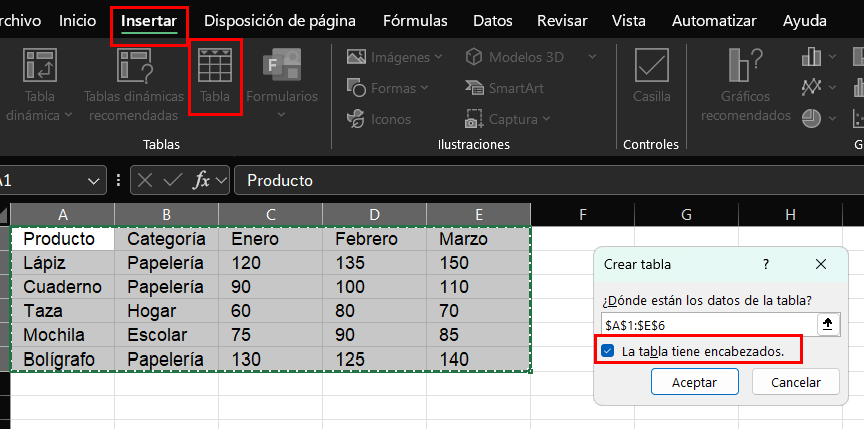 rchivo Inicio Insertar Disposición de página Fórmulas Datos Revisar Vista Automatizar Ayuda
Tabla dinámica
Tablas dinámicas recomendadas
Tabla
Formularios
Imágenes
Formas
Iconos
Modelos 3D
SmartArt
Captura
Casilla
Gráficos recomendados
Tablas Ilustraciones Controles G
A1 fx Producto
A B C D E F G H
Producto Categoría Enero Febrero Marzo
Lápiz Papelería 120 135 150
Cuaderno Papelería 90 100 110
Taza Hogar 60 80 70
Mochila Escolar 75 90 85
Bolígrafo Papelería 130 125 140
Crear tabla ?
¿Dónde están los datos de la tabla?
$A$1:$E$6
La tabla tiene encabezados.
Aceptar Cancelar